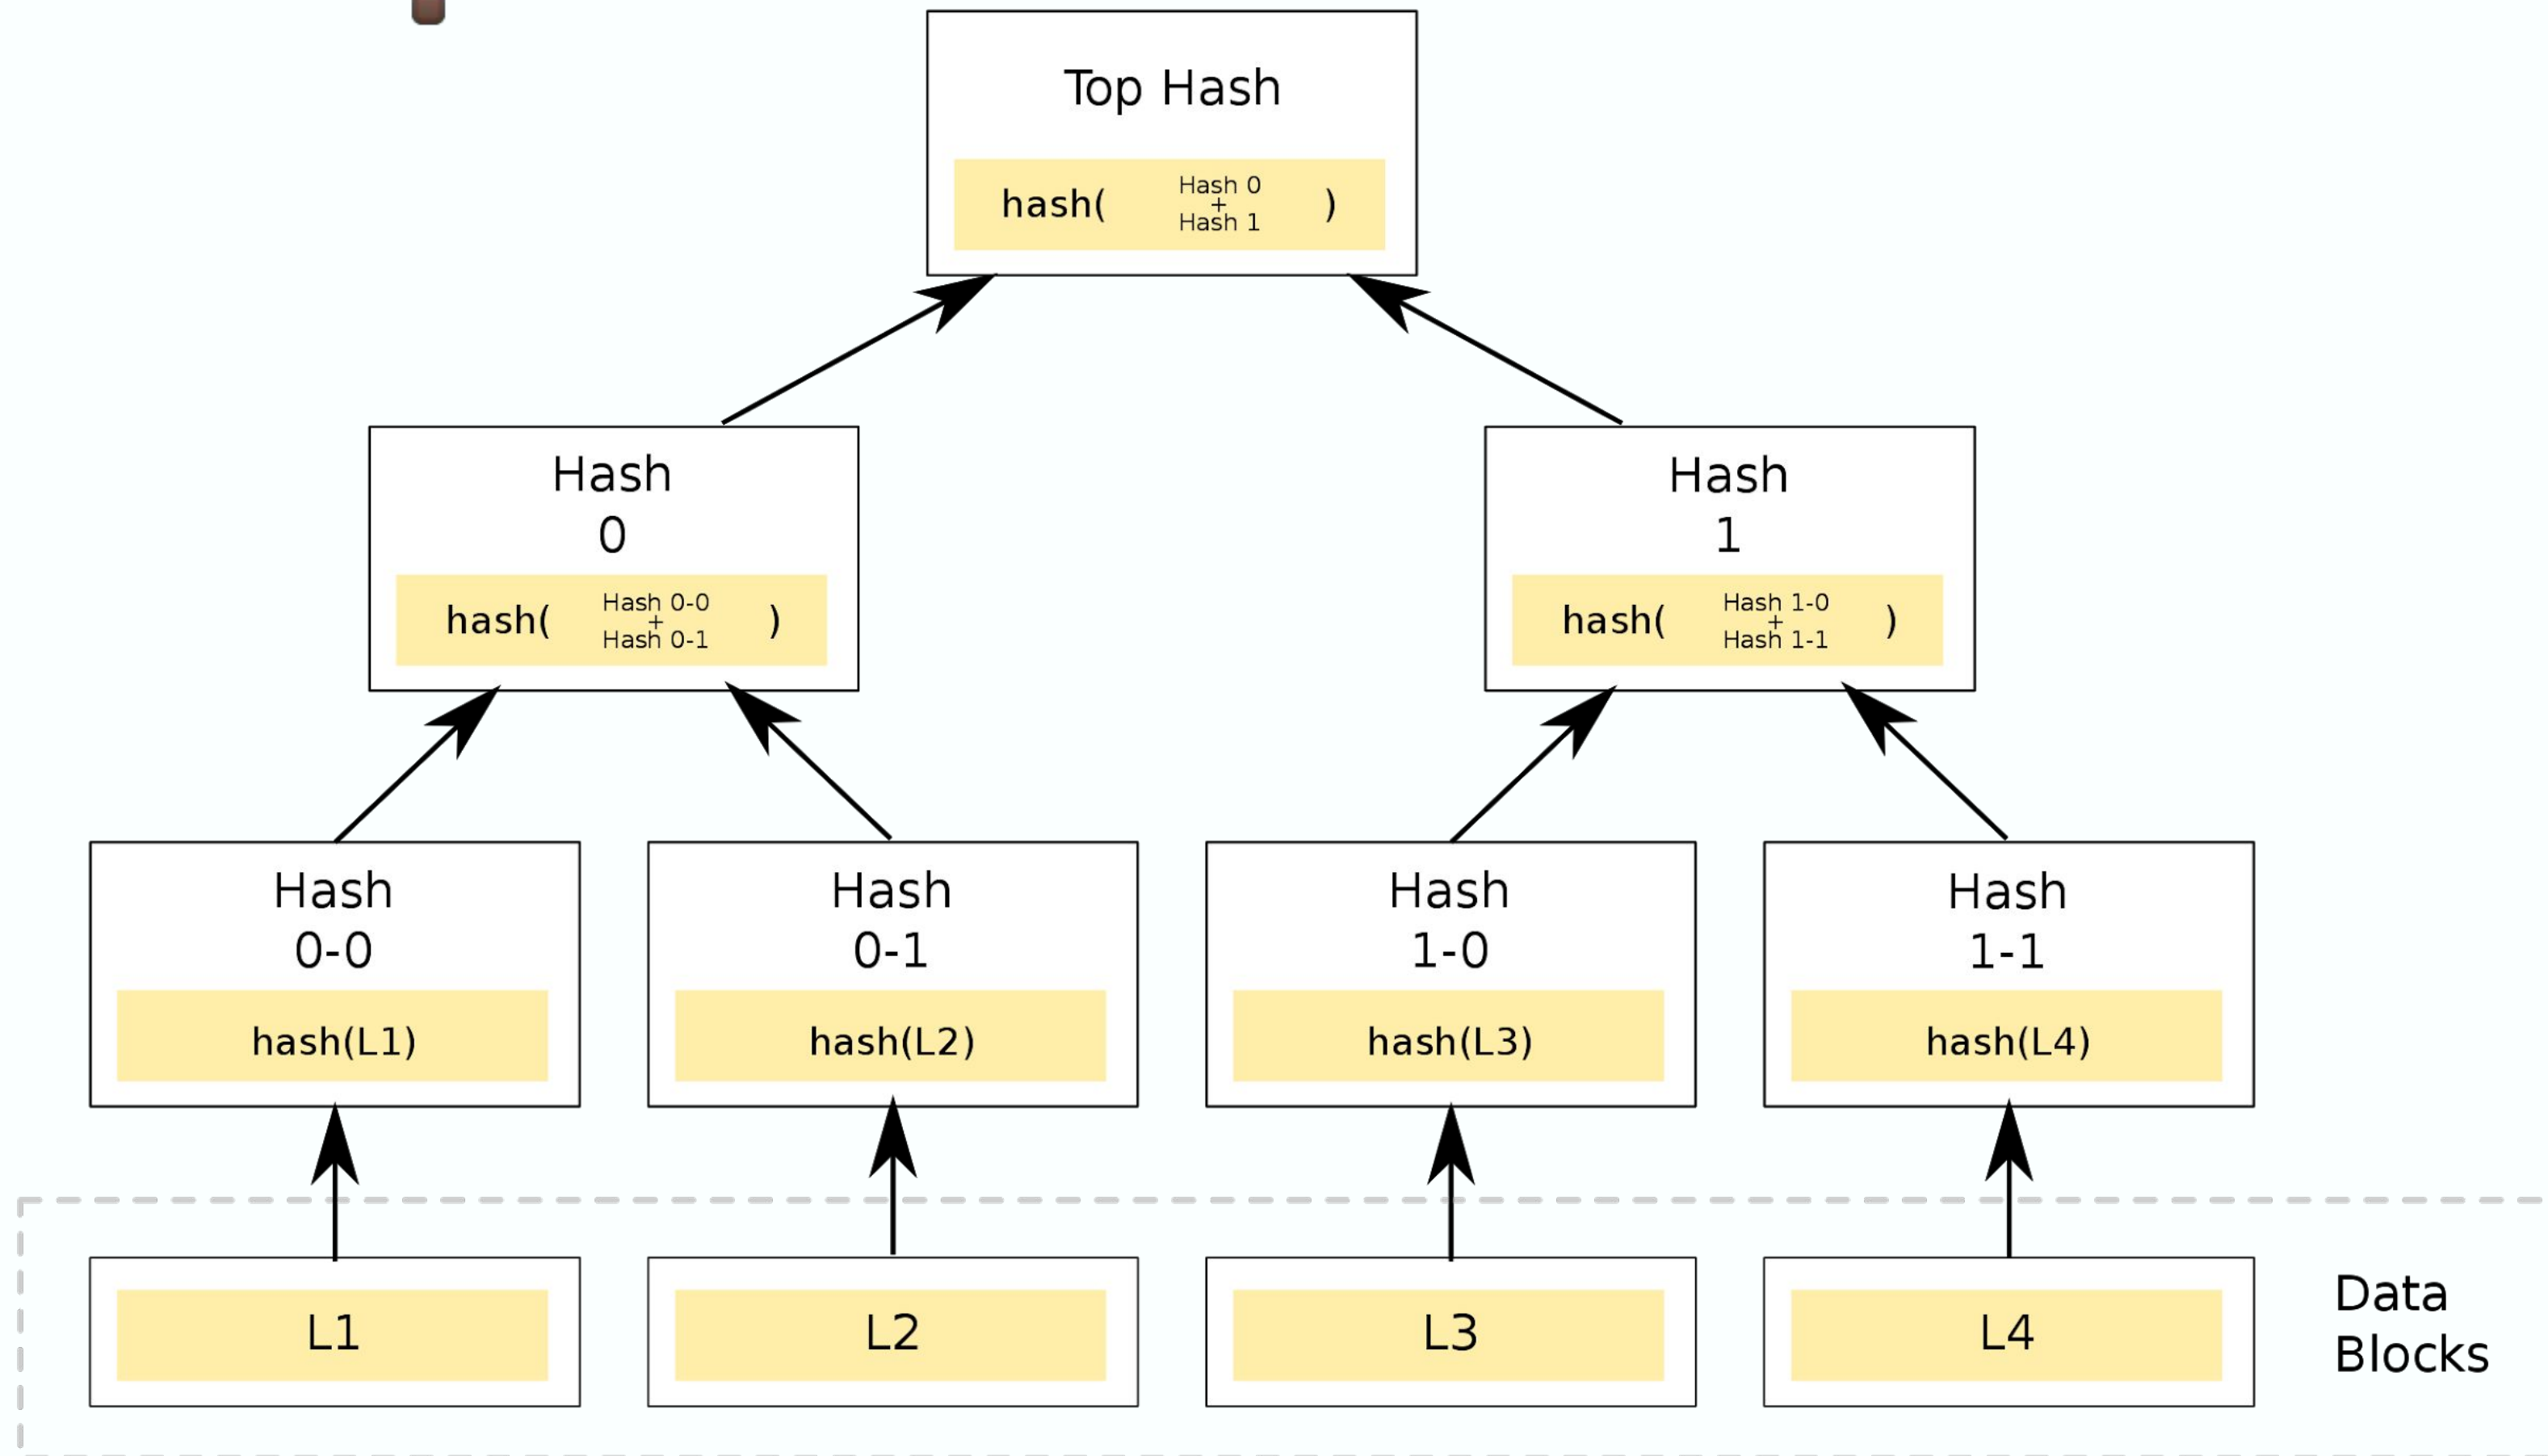 Top Hash
hash(
Hash 0
+
Hash 1
)
Hash
0
hash(
Hash 0-0
+
Hash 0-1
)
Hash
1
hash(
Hash 1-0
+
Hash 1-1
)
Hash
0-0
hash(L1)
Hash
0-1
hash(L2)
Hash
1-0
hash(L3)
Hash
1-1
hash(L4)
L1
L2
L3
L4
Data
Blocks